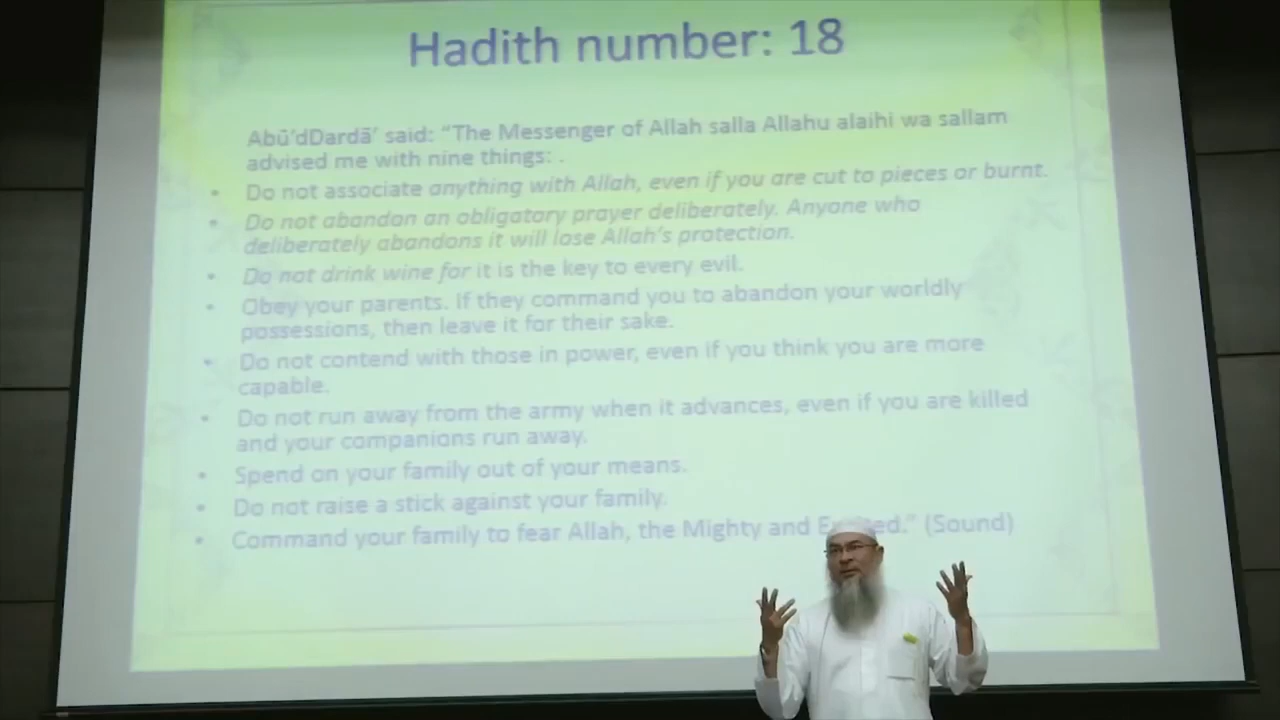 Hadith number: 18
Abū'dDardā' said: "The Messenger of Allah salla Allahu alaihi wa sallam
advised me with nine things: .
• Do not associate anything with Allah, even if you are cut to pieces or burnt.
• Do not abandon an obligatory prayer deliberately. Anyone who
deliberately abandons it will lose Allah's protection.
• Do not drink wine for it is the key to every evil.
• Obey your parents. If they command you to abandon your worldly
possessions, then leave it for their sake.
• Do not contend with those in power, even if you think you are more
capable.
• Do not run away from the army when it advances, even if you are killed
and your companions run away.
• Spend on your family out of your means.
• Do not raise a stick against your family.
• Command your family to fear Allah, the Mighty and (Sound)